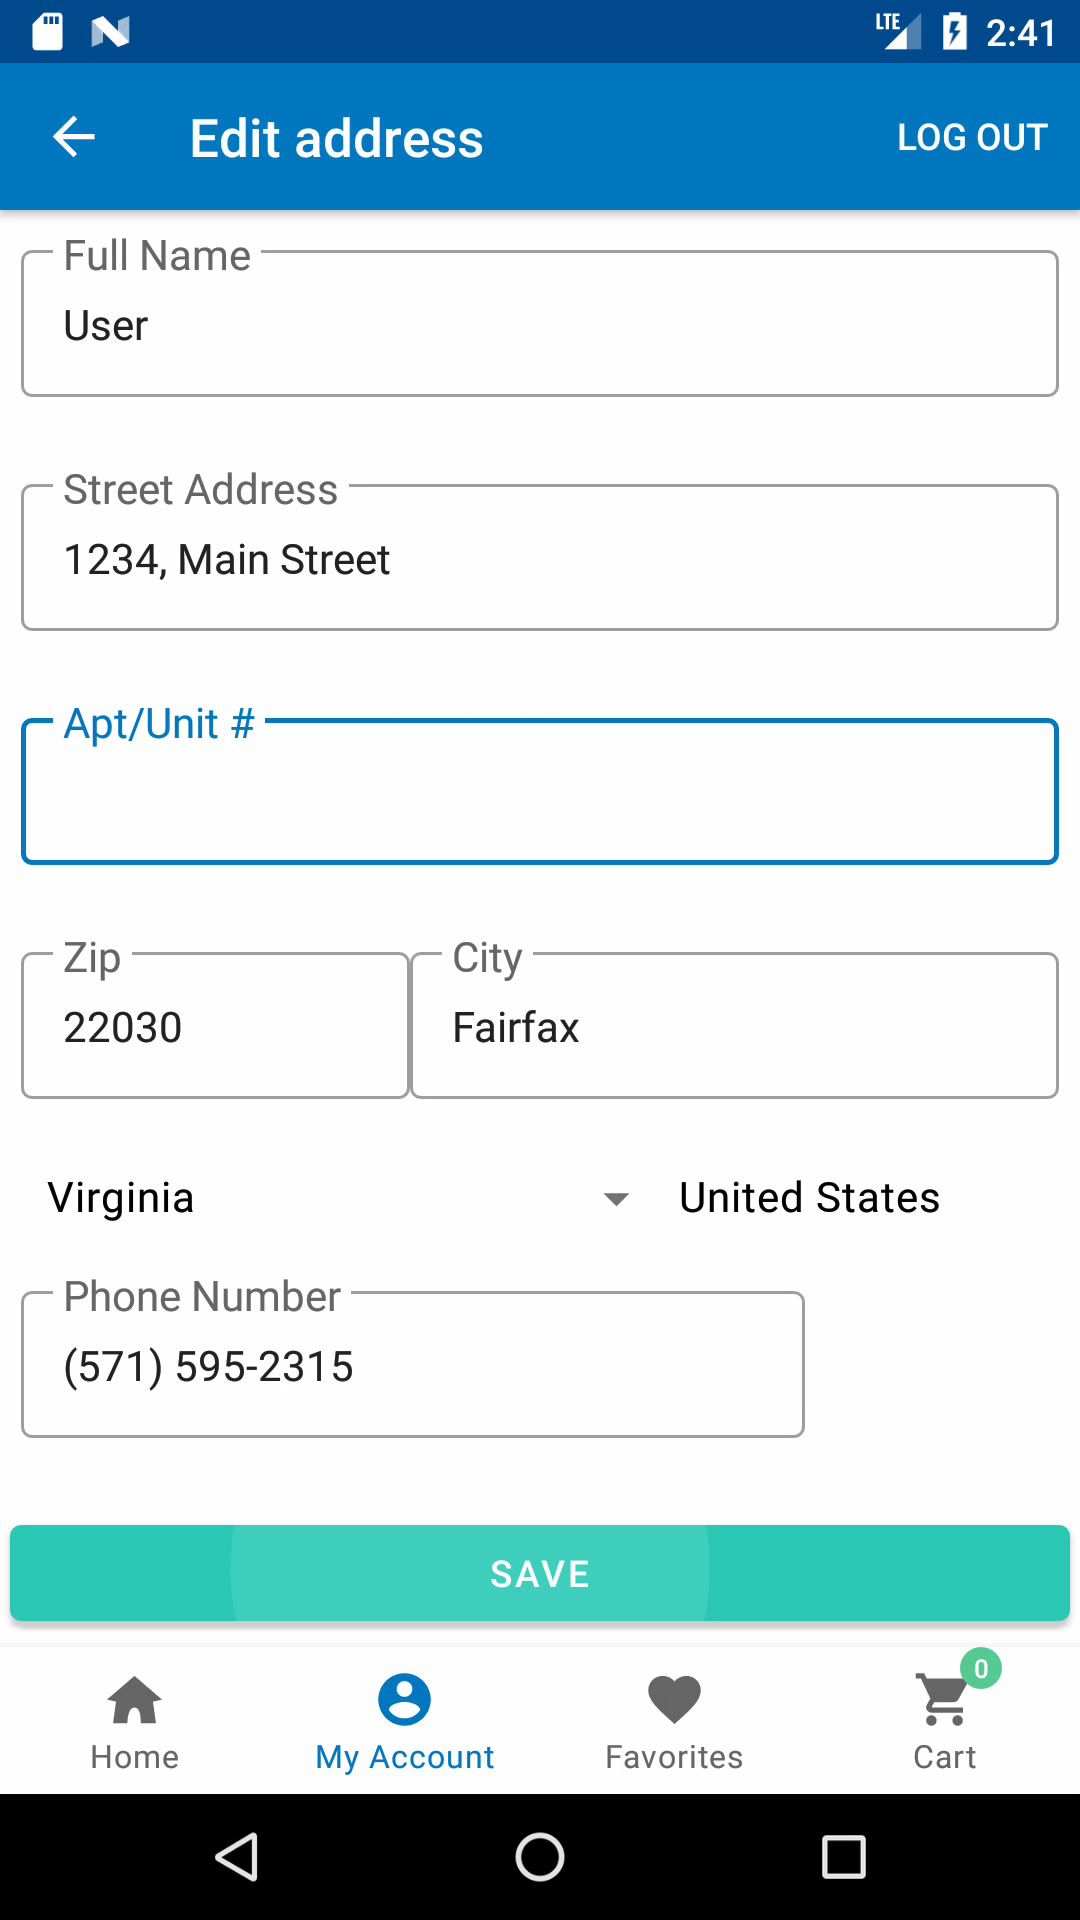 LTE 2:41
Edit address LOG OUT
Full Name
User
Street Address
1234, Main Street
Apt/Unit #
Zip City
22030 Fairfax
Virginia United States
Phone Number
(571) 595-2315
SAVE
0
Home My Account Favorites Cart